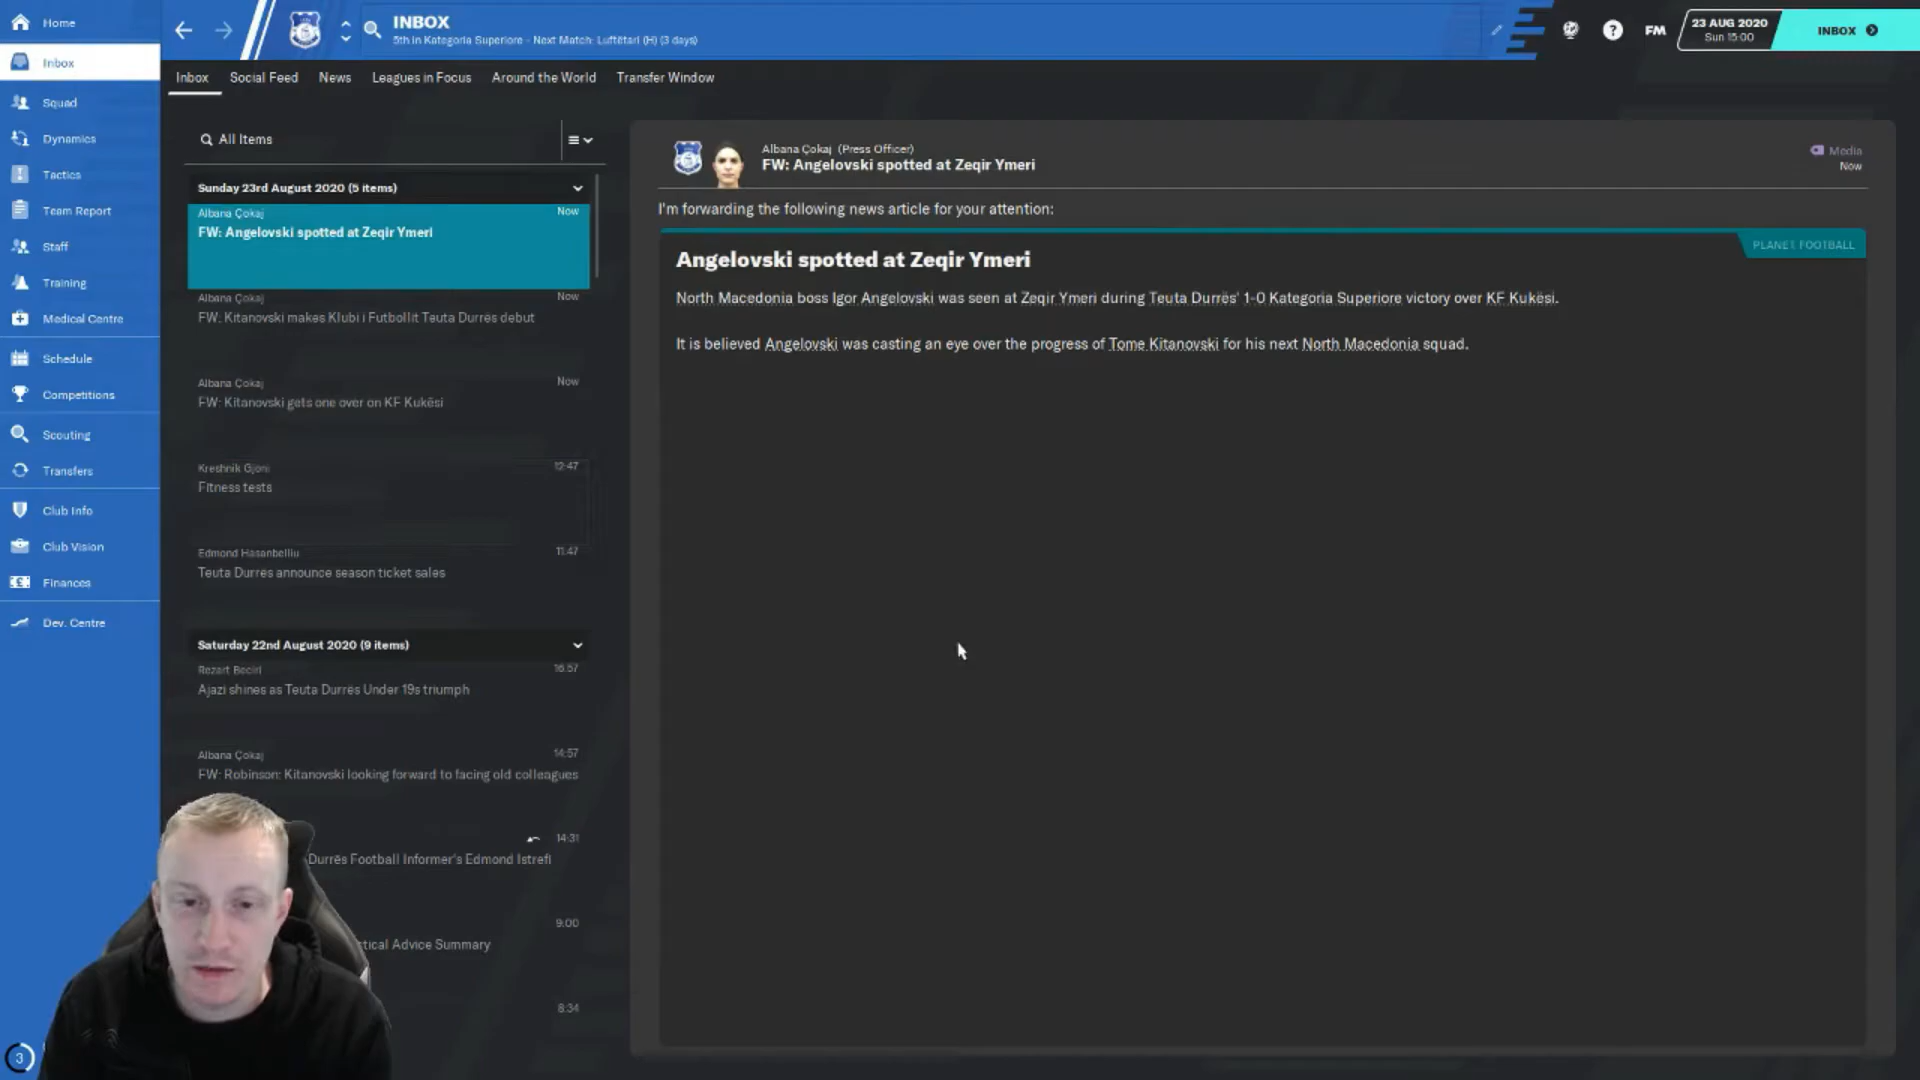 Home
Inbox
Squad
Dynamics
Tactics
Team Report
Staff
Training
Medical Centre
Schedule
Competitions
Scouting
Transfers
Club Info
Club Vision
Finances
Dev. Centre
3
INBOX
5th in Kategoria Superiore - Next Match: Luftëtari (H) (3 days)
?
FM
23 AUG 2020
Sun 15:00
INBOX
Inbox
Social Feed
News
Leagues in Focus
Around the World
Transfer Window
All Items
Sunday 23rd August 2020 (5 items)
Albana Çokaj
Now
FW: Angelovski spotted at Zeqir Ymeri
Albana Çokaj
Now
FW: Kitanovski makes Klubi i Futbollit Teuta Durrës debut
Albana Çokaj
Now
FW: Kitanovski gets one over on KF Kukësi
Kreshnik Gjoni
12:47
Fitness tests
Edmond Hasanbelliu
11:47
Teuta Durrës announce season ticket sales
Saturday 22nd August 2020 (9 items)
Rezart Beciri
16:57
Ajazi shines as Teuta Durrës Under 19s triumph
Albana Çokaj
14:57
FW: Robinson: Kitanovski looking forward to facing old colleagues
14:31
Durrës Football Informer's Edmond Istrefi
9:00
ctical Advice Summary
8:34
Albana Çokaj (Press Officer)
FW: Angelovski spotted at Zeqir Ymeri
Media
Now
I'm forwarding the following news article for your attention:
PLANET FOOTBALL
Angelovski spotted at Zeqir Ymeri
North Macedonia boss Igor Angelovski was seen at Zeqir Ymeri during Teuta Durrës' 1-0 Kategoria Superiore victory over KF Kukësi.
It is believed Angelovski was casting an eye over the progress of Tome Kitanovski for his next North Macedonia squad.